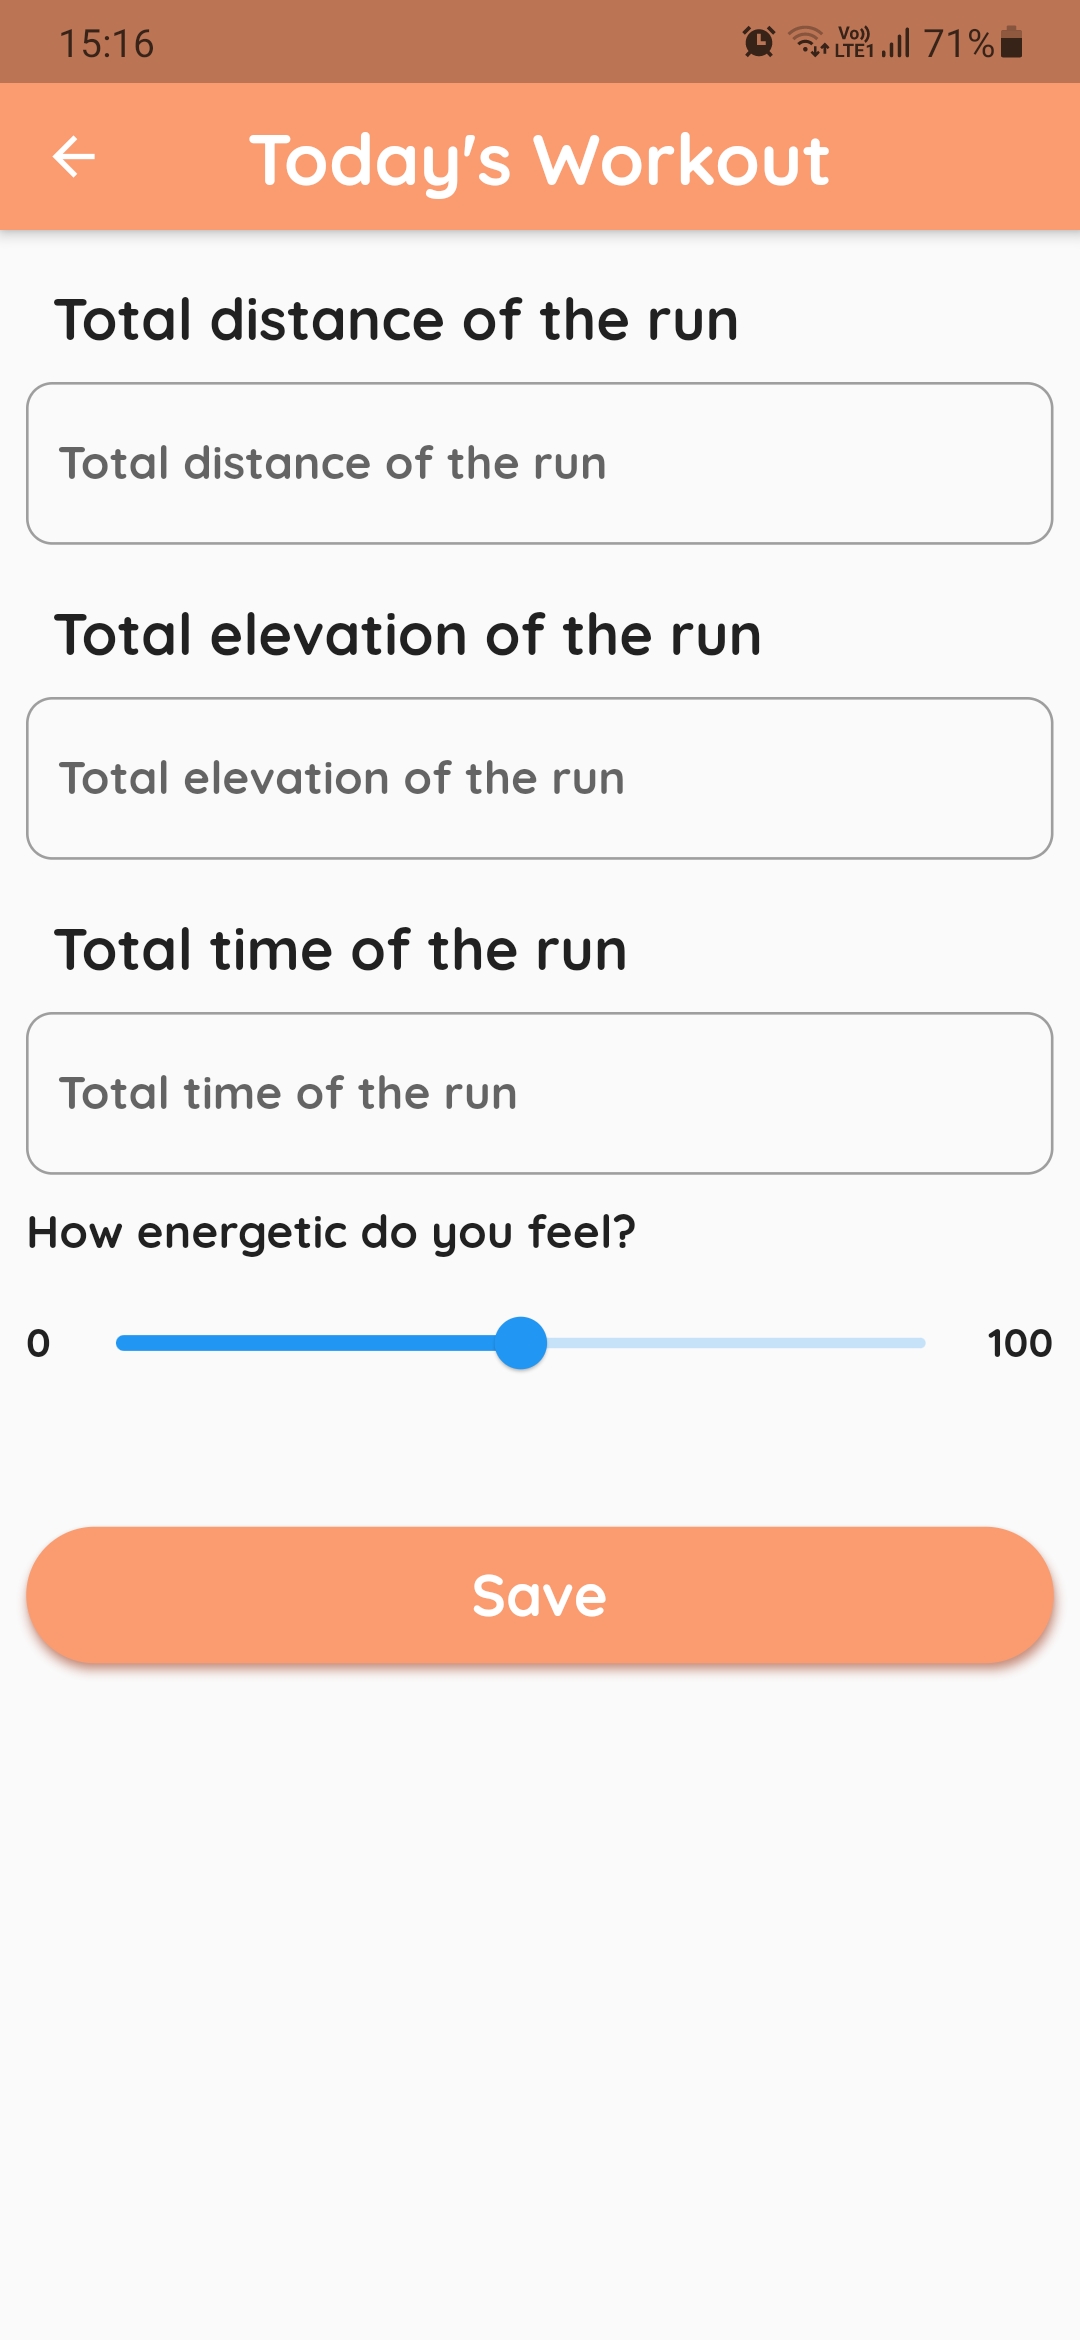 15:16 Vo)) LTE1 71%
Today's Workout
Total distance of the run
Total distance of the run
Total elevation of the run
Total elevation of the run
Total time of the run
Total time of the run
How energetic do you feel?
0 100
Save